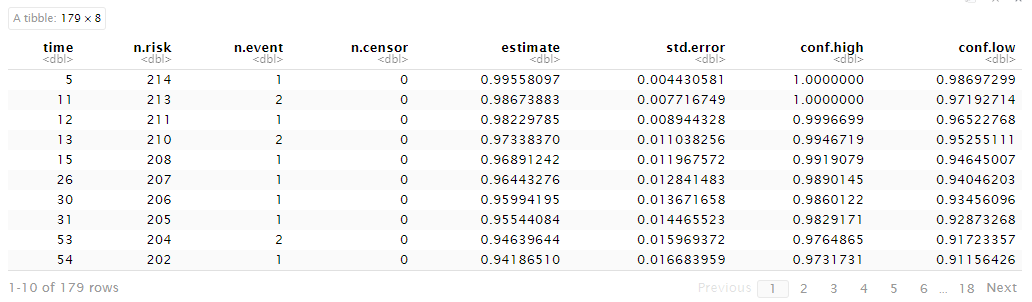 A tibble: 179 × 8
time n.risk n.event n.censor estimate std.error conf.high conf.low
<dbl> <dbl> <dbl> <dbl> <dbl> <dbl> <dbl> <dbl>
5 214 1 0 0.99558097 0.004430581 1.0000000 0.98697299
11 213 2 0 0.98673883 0.007716749 1.0000000 0.97192714
12 211 1 0 0.98229785 0.008944328 0.9996699 0.96522768
13 210 2 0 0.97338370 0.011038256 0.9946719 0.95255111
15 208 1 0 0.96891242 0.011967572 0.9919079 0.94645007
26 207 1 0 0.96443276 0.012841483 0.9890145 0.94046203
30 206 1 0 0.95994195 0.013671658 0.9860122 0.93456096
31 205 1 0 0.95544084 0.014465523 0.9829171 0.92873268
53 204 2 0 0.94639644 0.015969372 0.9764865 0.91723357
54 202 1 0 0.94186510 0.016683959 0.9731731 0.91156426
1-10 of 179 rows Previous 1 2 3 4 5 6 ... 18 Next